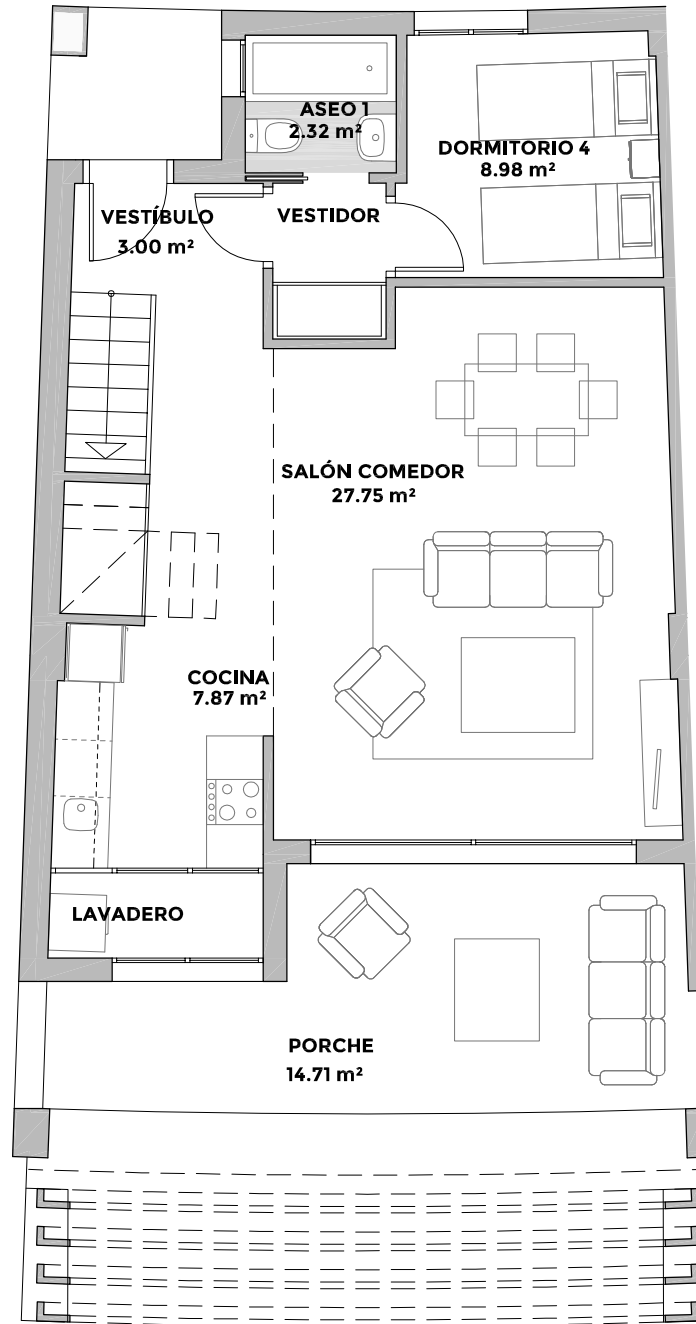 ASEO 1
2.32 m²
DORMITORIO 4
8.98 m²
VESTÍBULO
3.00 m²
VESTIDOR
SALÓN COMEDOR
27.75 m²
COCINA
7.87 m²
LAVADERO
PORCHE
14.71 m²